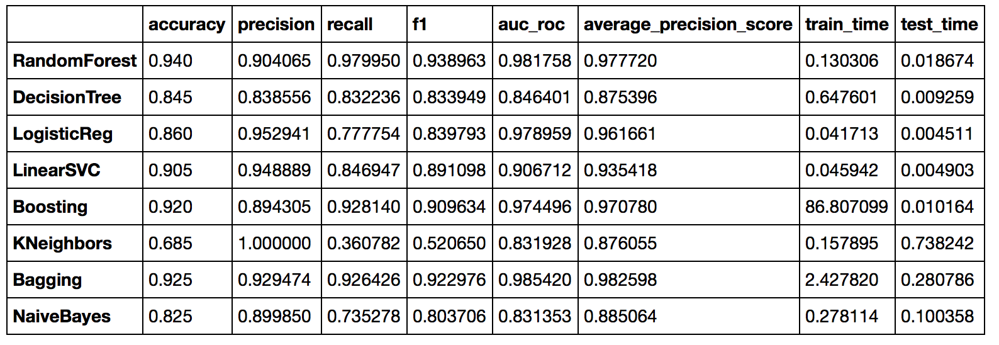 accuracy precision recall f1 auc_roc average_precision_score train_time test_time
RandomForest 0.940 0.904065 0.979950 0.938963 0.981758 0.977720 0.130306 0.018674
DecisionTree 0.845 0.838556 0.832236 0.833949 0.846401 0.875396 0.647601 0.009259
LogisticReg 0.860 0.952941 0.777754 0.839793 0.978959 0.961661 0.041713 0.004511
LinearSVC 0.905 0.948889 0.846947 0.891098 0.906712 0.935418 0.045942 0.004903
Boosting 0.920 0.894305 0.928140 0.909634 0.974496 0.970780 86.807099 0.010164
KNeighbors 0.685 1.000000 0.360782 0.520650 0.831928 0.876055 0.157895 0.738242
Bagging 0.925 0.929474 0.926426 0.922976 0.985420 0.982598 2.427820 0.280786
NaiveBayes 0.825 0.899850 0.735278 0.803706 0.831353 0.885064 0.278114 0.100358